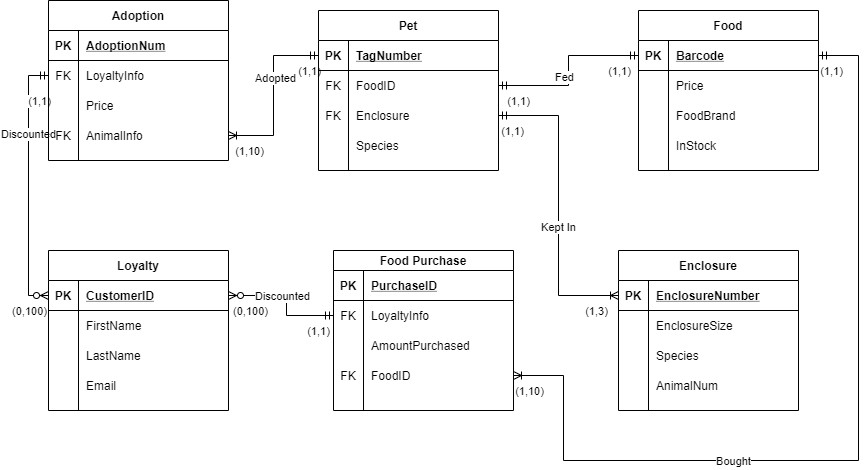 Adoption
PK AdoptionNum
FK LoyaltyInfo
Price
FK AnimalInfo
Pet
PK TagNumber
FK FoodID
FK Enclosure
Species
Food
PK Barcode
Price
FoodBrand
InStock
(1,1)
Discounted
(1,10)
Adopted
(1,1)
(1,1)
(1,1)
Fed
(1,1)
(1,1)
Kept In
Loyalty
PK CustomerID
FirstName
LastName
Email
(0,100)
(0,100)
Discounted
(1,1)
Food Purchase
PK PurchaseID
FK LoyaltyInfo
AmountPurchased
FK FoodID
(1,10)
(1,3)
Enclosure
PK EnclosureNumber
EnclosureSize
Species
AnimalNum
Bought